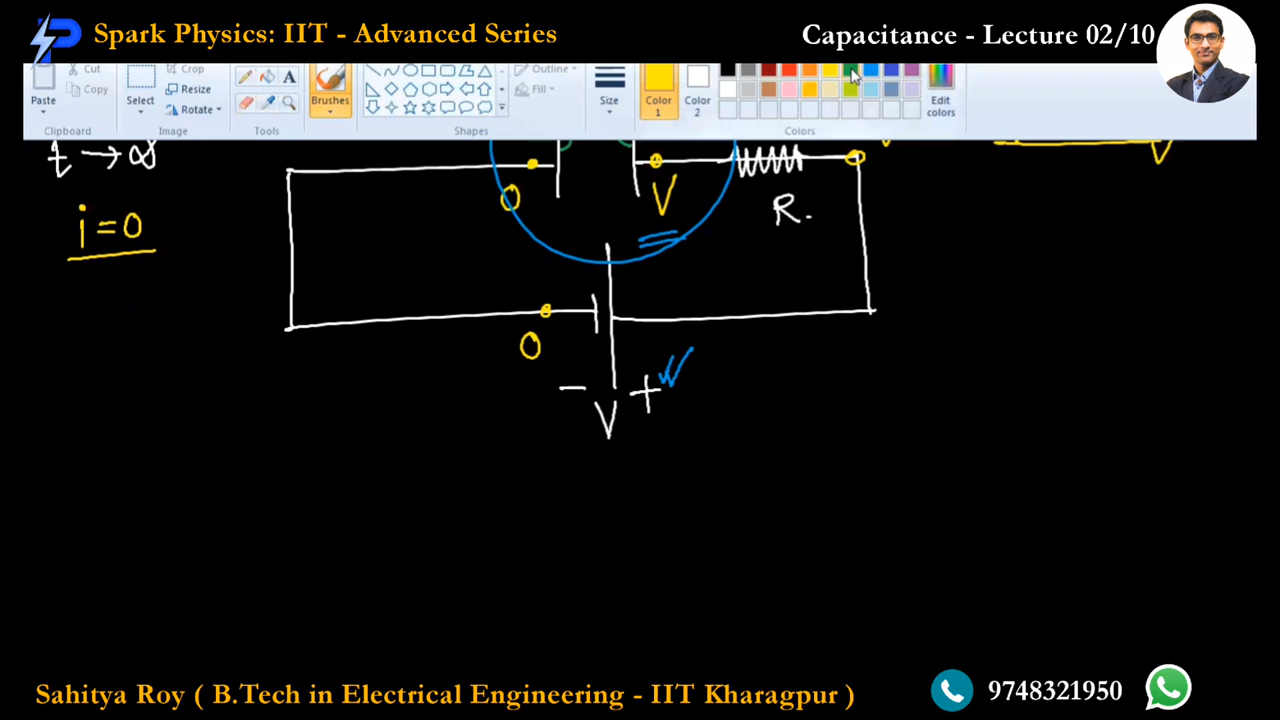 Spark Physics: IIT - Advanced Series
Capacitance - Lecture 02/10
Cut
Copy
Paste
Clipboard
Select
Crop
Resize
Rotate
Image
Tools
Brushes
Shapes
Outline
Fill
Size
Color 1
Color 2
Edit colors
Colors
t → ∞
i = 0
O
V
R.
V
O
- +
V
Sahitya Roy ( B.Tech in Electrical Engineering - IIT Kharagpur )
9748321950